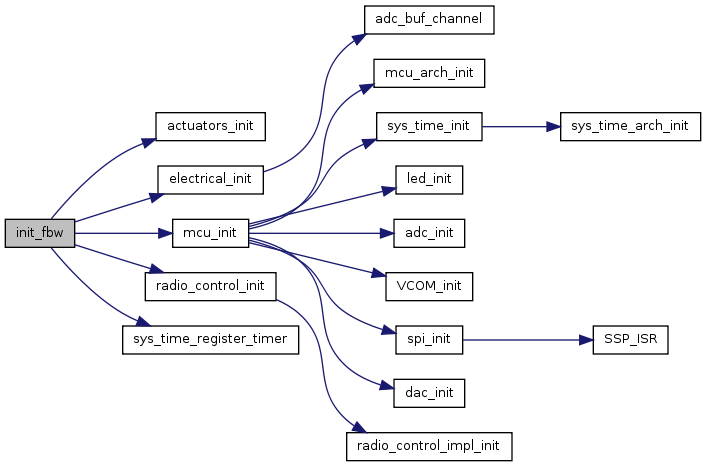 init_fbw
actuators_init
electrical_init
mcu_init
radio_control_init
sys_time_register_timer
adc_buf_channel
mcu_arch_init
sys_time_init
led_init
adc_init
VCOM_init
spi_init
dac_init
radio_control_impl_init
sys_time_arch_init
SSP_ISR